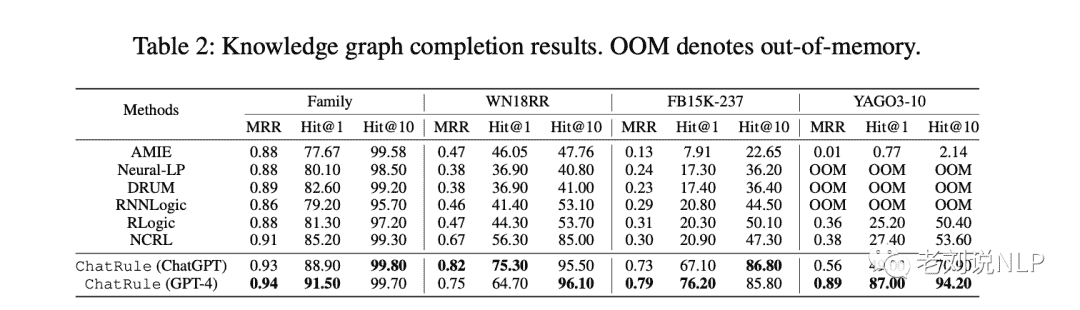 Table 2: Knowledge graph completion results. OOM denotes out-of-memory.
Methods Family WN18RR FB15K-237 YAGO3-10
MRR Hit@1 Hit@10 MRR Hit@1 Hit@10 MRR Hit@1 Hit@10 MRR Hit@1 Hit@10
AMIE 0.88 77.67 99.58 0.47 46.05 47.76 0.13 7.91 22.65 0.01 0.77 2.14
Neural-LP 0.88 80.10 98.50 0.38 36.90 40.80 0.24 17.30 36.20 OOM OOM OOM
DRUM 0.89 82.60 99.20 0.38 36.90 41.00 0.23 17.40 36.40 OOM OOM OOM
RNNLogic 0.86 79.20 95.70 0.46 41.40 53.10 0.29 20.80 44.50 OOM OOM OOM
RLogic 0.88 81.30 97.20 0.47 44.30 53.70 0.31 20.30 50.10 0.36 25.20 50.40
NCRL 0.91 85.20 99.30 0.67 56.30 85.00 0.30 20.90 47.30 0.38 27.40 53.60
ChatRule (ChatGPT) 0.93 88.90 99.80 0.82 75.30 95.50 0.73 67.10 86.80 0.56
ChatRule (GPT-4) 0.94 91.50 99.70 0.75 64.70 96.10 0.79 76.20 85.80 0.89 87.00 94.20
老刘说NLP